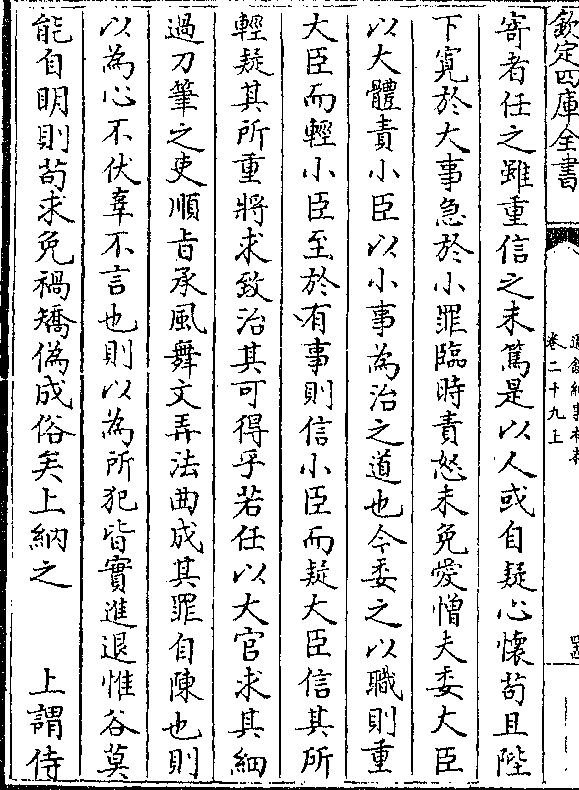 欽定四庫全書
通鑑紀事本末
卷二十九上
寄者任之雖重信之未篤是以人或自疑心懷苟且陛
下寛於大事急於小罪臨時責怒未免愛憎夫委大臣
以大體責小臣以小事為治之道也今委之以職則重
大臣而輕小臣至於有事則信小臣而疑大臣信其所
輕疑其所重將求致治其可得乎若任以大官求其細
過刀筆之吏順旨承風舞文弄法曲成其罪自陳也則
以為心不伏辜不言也則以為所犯皆實進退惟谷莫
能自明則苟求免禍矯偽成俗矣上納之 上謂侍